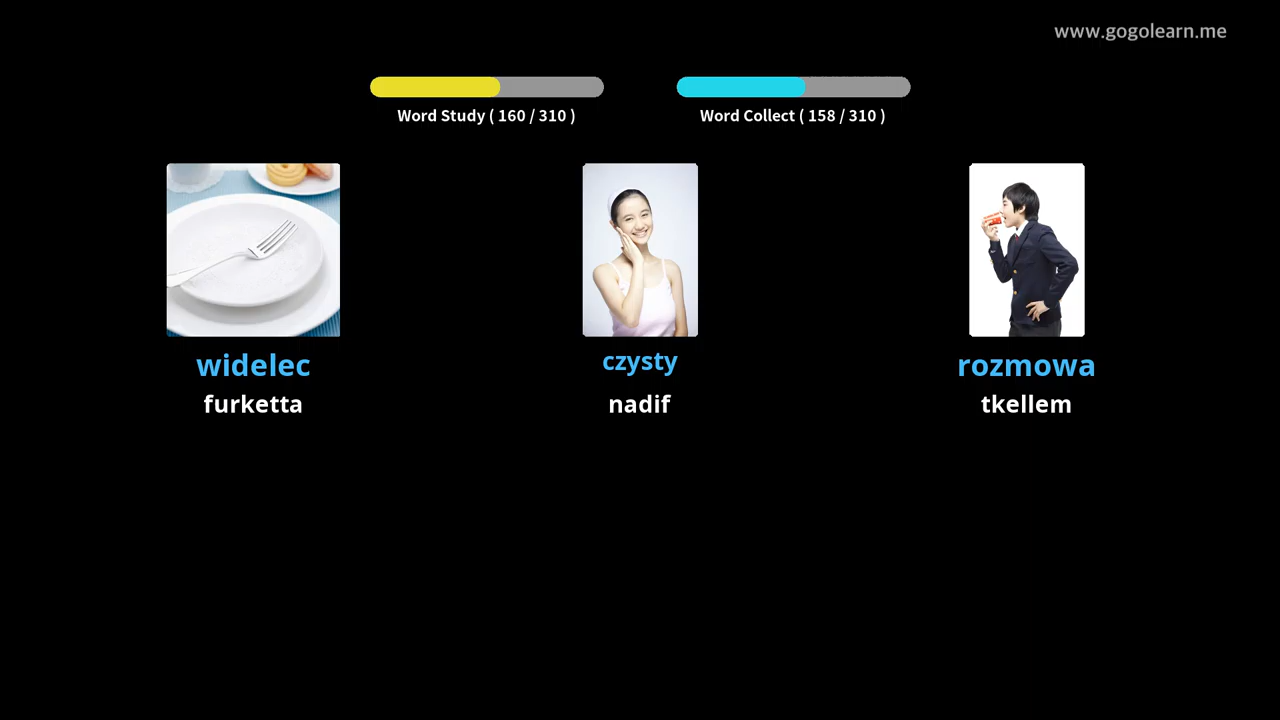 www.gogolearn.me
Word Study ( 160 / 310 )
Word Collect ( 158 / 310 )
widelec
czysty
rozmowa
furketta
nadif
tkellem